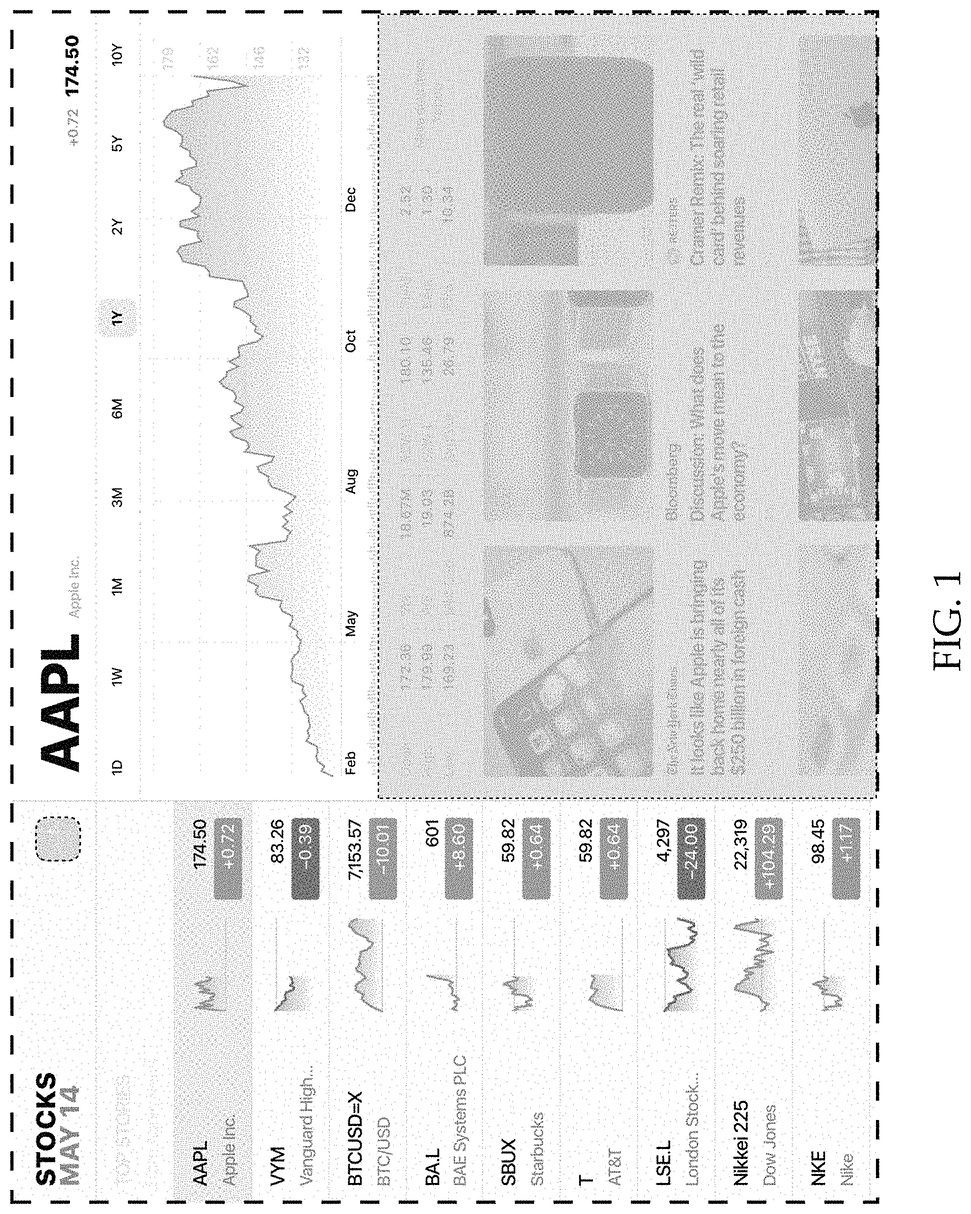 STOCKS
MAY 14
TOP STORIES
AAPL
174.50
Apple Inc.
+0.72
VYM
83.26
Vanguard High...
–0.39
BTCUSD=X
7,153.57
BTC/USD
–10.01
BA.L
601
BAE Systems PLC
+8.60
SBUX
59.82
Starbucks
+0.64
T
59.82
AT&T
+0.64
LSE.L
4,297
London Stock...
–24.00
Nikkei 225
22,319
Dow Jones
+104.29
NKE
98.45
Nike
+1.17
AAPL Apple Inc. +0.72 174.50
1D 1W 1M 3M 6M 1Y 2Y 5Y 10Y
179
162
146
132
Feb May Aug Oct Dec
172.36 18.67M 180.10 2.52
179.99 19.03 135.46 1.30
169.23 874.28 26.79 10.34
The New York Times
It looks like Apple is bringing
back home nearly all of its
$250 billion in foreign cash
Bloomberg
Discussion: What does
Apple's move mean to the
economy?
REUTERS
Cramer Remix: The real 'wild
card' behind soaring retail
revenues
FIG. 1